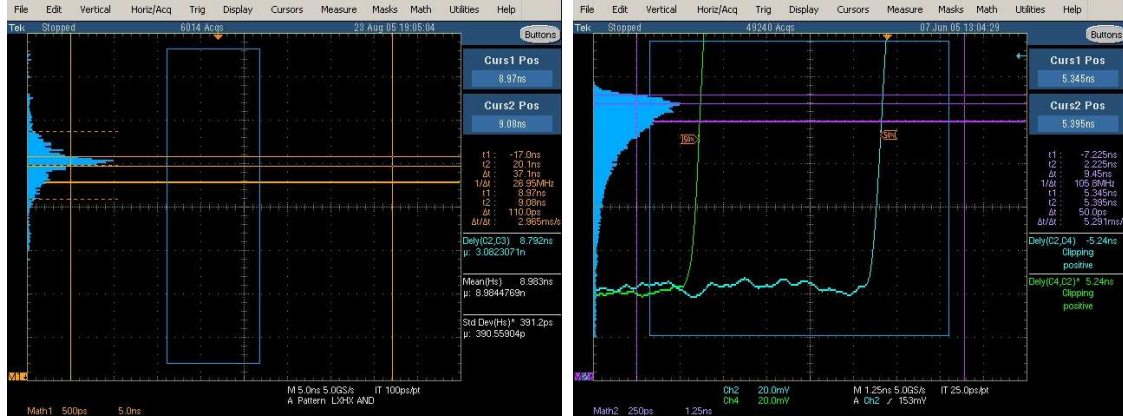 File Edit Vertical Horiz/Acq Trig Display Cursors Measure Masks Math Utilities Help
Tek Stopped 6014 Acqs 23 Aug 05 19:05:04
Buttons
Curs1 Pos
8.97ns
Curs2 Pos
9.08ns
t1 : -17.0ns
t2 : 20.1ns
Δt : 37.1ns
1/Δt : 26.95MHz
t1 : 8.97ns
t2 : 9.08ns
Δt : 110.0ps
Δt/Δt : 2.965ms/s
Dely(C2,C3) 8.792ns
µ: 3.0823071n
Mean(Hs) 8.983ns
µ: 8.9844769n
Std Dev(Hs)* 391.2ps
µ: 390.55904p
M 5.0ns 5.0GS/s IT 100ps/pt
A Pattern LXHX AND
Math1 500ps 5.0ns
File Edit Vertical Horiz/Acq Trig Display Cursors Measure Masks Math Utilities Help
Tek Stopped 49240 Acqs 07 Jun 05 13:04:29
Buttons
Curs1 Pos
5.345ns
Curs2 Pos
5.395ns
t1 : -7.225ns
t2 : 2.225ns
Δt : 9.45ns
1/Δt : 105.8MHz
t1 : 5.345ns
t2 : 5.395ns
Δt : 50.0ps
Δt/Δt : 5.291ms/
Dely(C2,C4) -5.24ns
Clipping
positive
Dely(C4,C2)* 5.24ns
Clipping
positive
Ch2 20.0mV M 1.25ns 5.0GS/s IT 25.0ps/pt
Ch4 20.0mV A Ch2 153mV
Math2 250ps 1.25ns